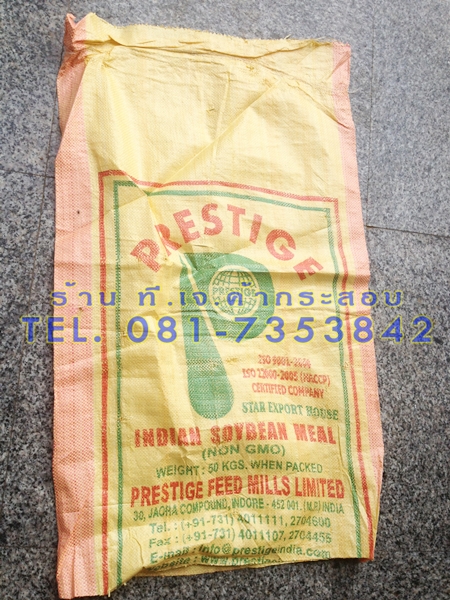 PRESTIGE
ร้าน ที.เจ.ค้ากระสอบ
TEL. 081-7353842
ISO 9001-2000
ISO 22000-2005 (HACCP)
CERTIFIED COMPANY
STAR EXPORT HOUSE
INDIAN SOYBEAN MEAL
(NON GMO)
WEIGHT : 50 KGS. WHEN PACKED
PRESTIGE FEED MILLS LIMITED
30, JAORA COMPOUND, INDORE - 452 001. (M.P.) INDIA
Tel. : (+91-731) 4011111, 2704600
Fax : (+91-731) 4011107, 2704455
E-mail : info@prestigeindia.com